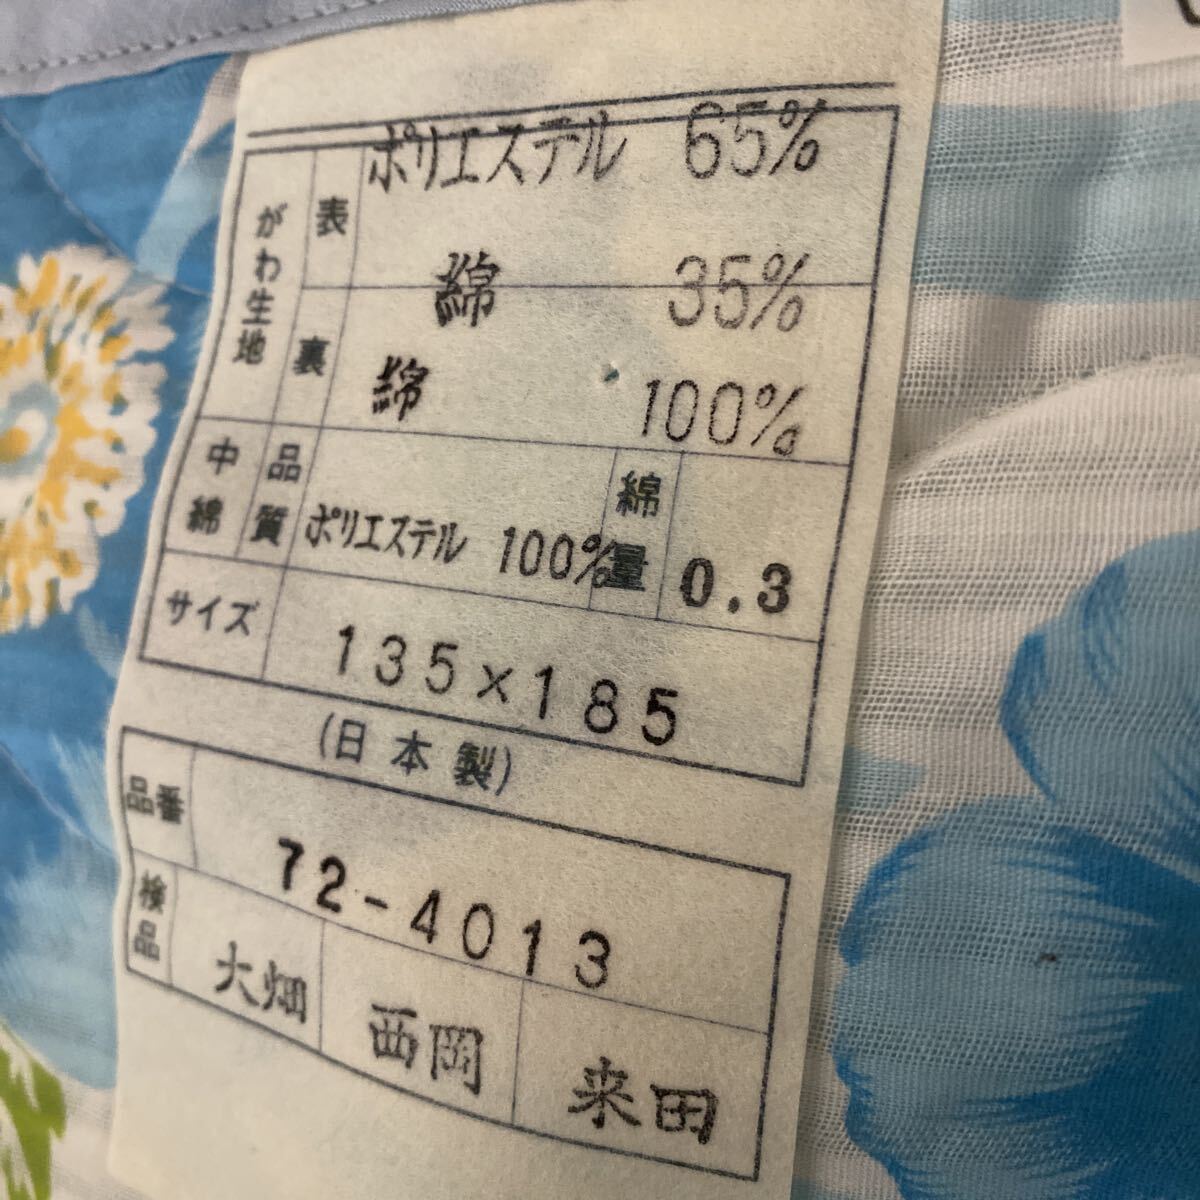 がわ生地
表
ポリエステル 65%
綿 35%
裏
綿 100%
中綿
品質
ポリエステル 100%
綿量
0.3
サイズ
135×185
(日本製)
品番
72-4013
検品
大畑
西岡
来田